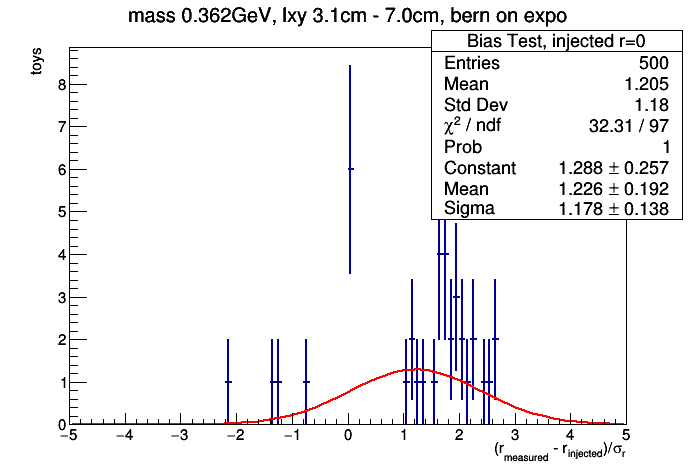 mass 0.362GeV, lxy 3.1cm - 7.0cm, bern on expo
Bias Test, injected r=0
Entries 500
Mean 1.205
Std Dev 1.18
χ² / ndf 32.31 / 97
Prob 1
Constant 1.288 ± 0.257
Mean 1.226 ± 0.192
Sigma 1.178 ± 0.138
toys
8
7
6
5
4
3
2
1
0
−5 −4 −3 −2 −1 0 1 2 3 4 5
(r_measured - r_injected)/σ_r